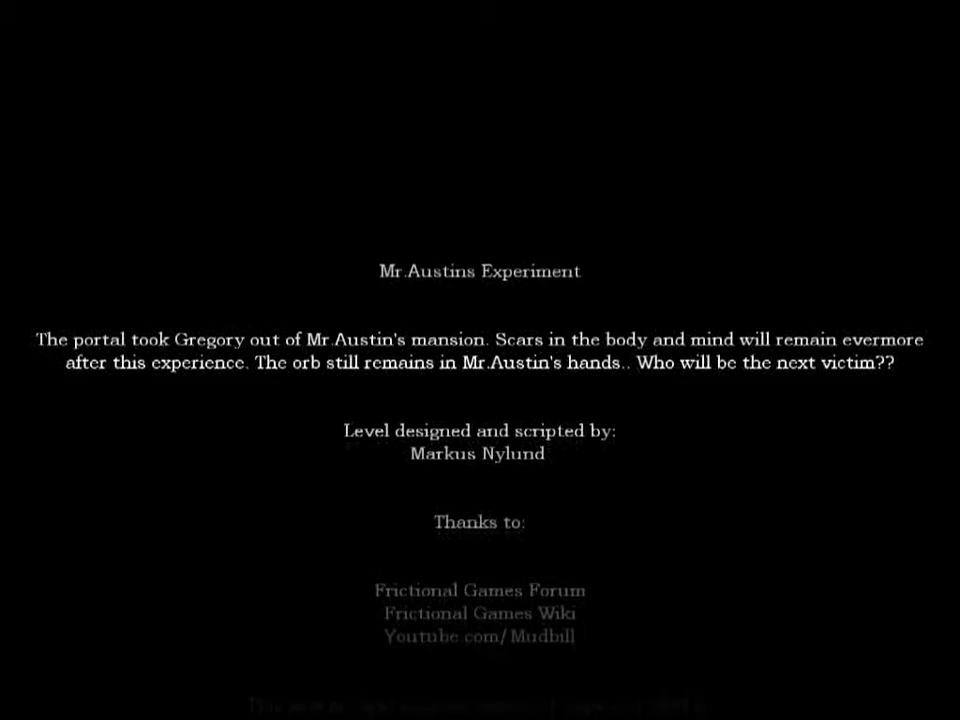 Mr.Austins Experiment
The portal took Gregory out of Mr.Austin's mansion. Scars in the body and mind will remain evermore
after this experience. The orb still remains in Mr.Austin's hands.. Who will be the next victim??
Level designed and scripted by:
Markus Nylund
Thanks to:
Frictional Games Forum
Frictional Games Wiki
Youtube.com/Mudbill